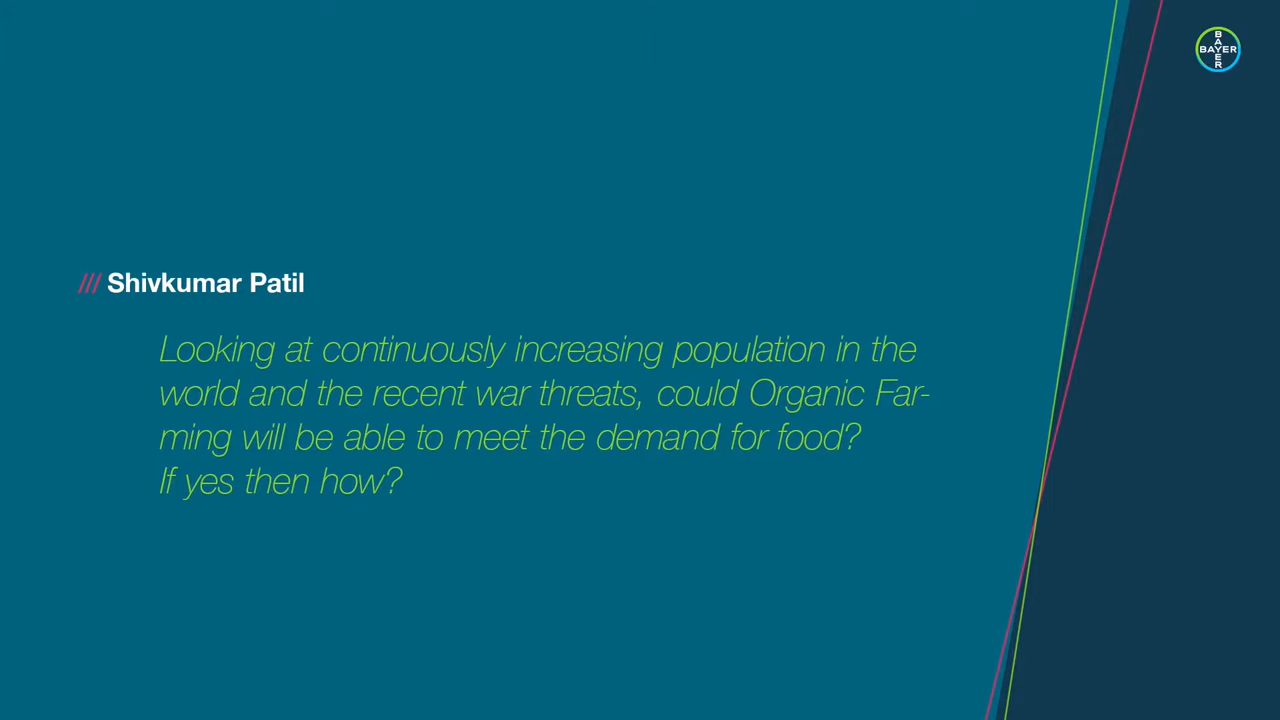 BAYER
BAYER
/// Shivkumar Patil
Looking at continuously increasing population in the
world and the recent war threats, could Organic Far-
ming will be able to meet the demand for food?
If yes then how?